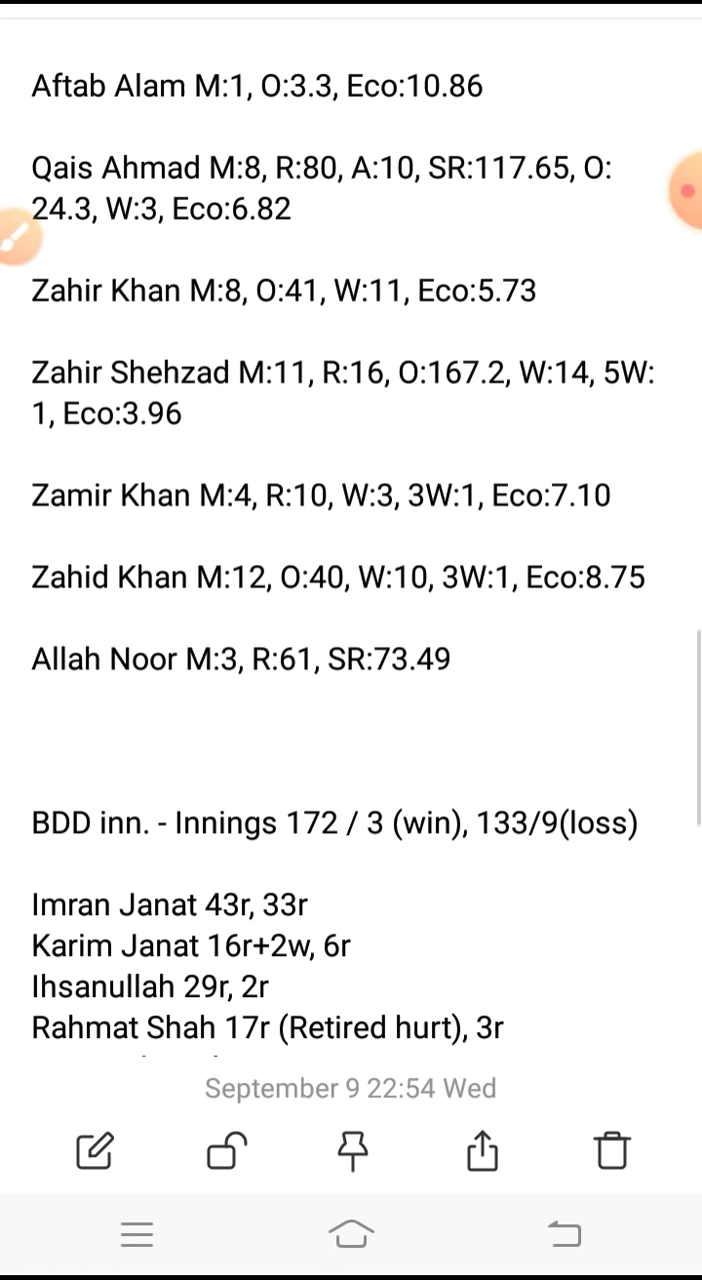 Aftab Alam M:1, O:3.3, Eco:10.86
Qais Ahmad M:8, R:80, A:10, SR:117.65, O:
24.3, W:3, Eco:6.82
Zahir Khan M:8, O:41, W:11, Eco:5.73
Zahir Shehzad M:11, R:16, O:167.2, W:14, 5W:
1, Eco:3.96
Zamir Khan M:4, R:10, W:3, 3W:1, Eco:7.10
Zahid Khan M:12, O:40, W:10, 3W:1, Eco:8.75
Allah Noor M:3, R:61, SR:73.49
BDD inn. - Innings 172 / 3 (win), 133/9(loss)
Imran Janat 43r, 33r
Karim Janat 16r+2w, 6r
Ihsanullah 29r, 2r
Rahmat Shah 17r (Retired hurt), 3r
September 9 22:54 Wed